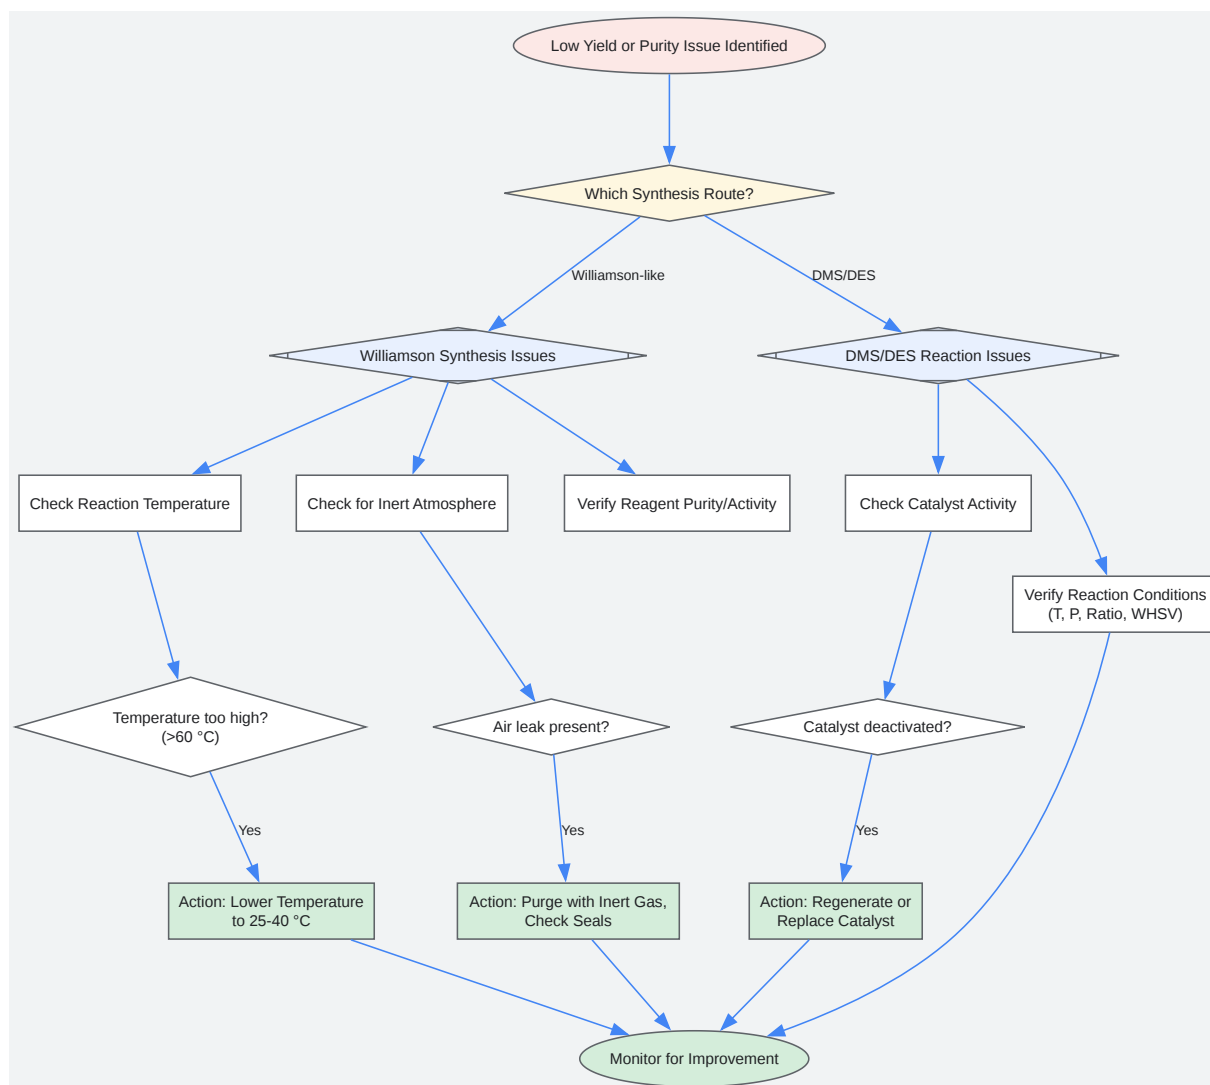 Low Yield or Purity Issue Identified
Which Synthesis Route?
Williamson-like
DMS/DES
Williamson Synthesis Issues
DMS/DES Reaction Issues
Check Reaction Temperature
Check for Inert Atmosphere
Verify Reagent Purity/Activity
Check Catalyst Activity
Verify Reaction Conditions
(T, P, Ratio, WHSV)
Temperature too high?
(>60 °C)
Air leak present?
Catalyst deactivated?
Yes
Yes
Yes
Action: Lower Temperature
to 25-40 °C
Action: Purge with Inert Gas,
Check Seals
Action: Regenerate or
Replace Catalyst
Monitor for Improvement